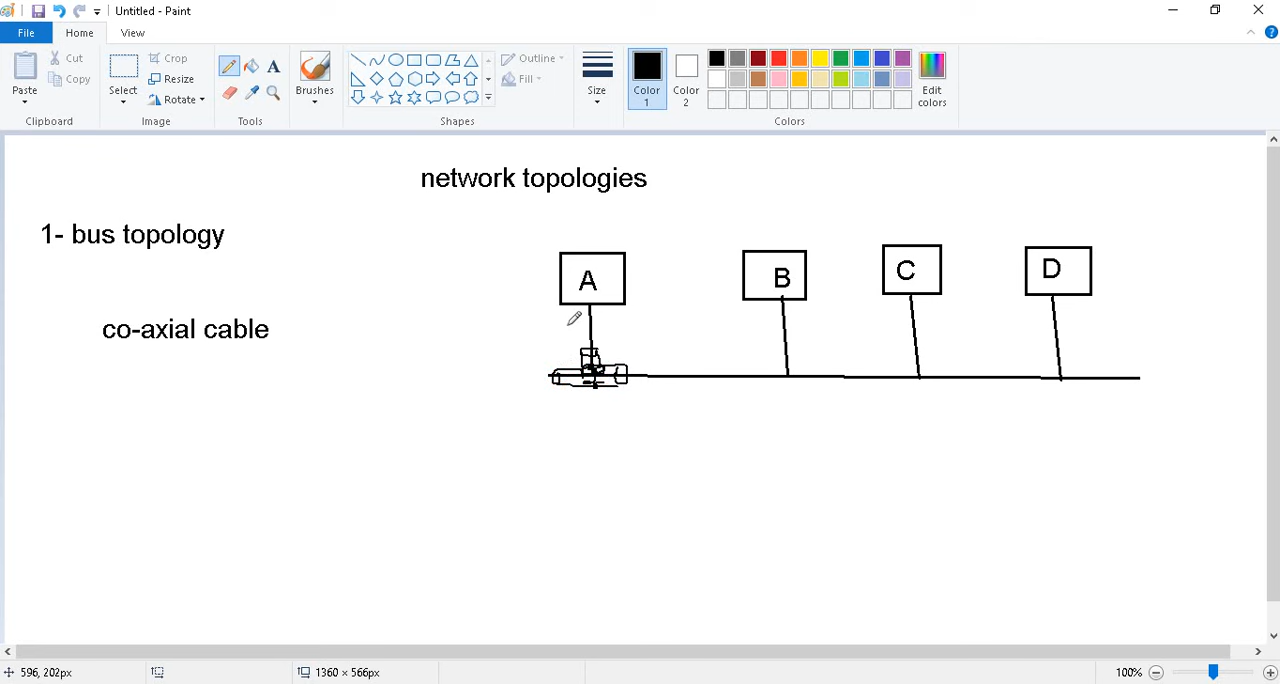 Untitled - Paint
File Home View
Paste Cut Copy Clipboard
Select Crop Resize Rotate Image
Tools
Brushes
Outline Fill Shapes
Size
Color 1 Color 2 Edit colors Colors
network topologies
1- bus topology
A B C D
co-axial cable
596, 202px 1360 × 566px 100%